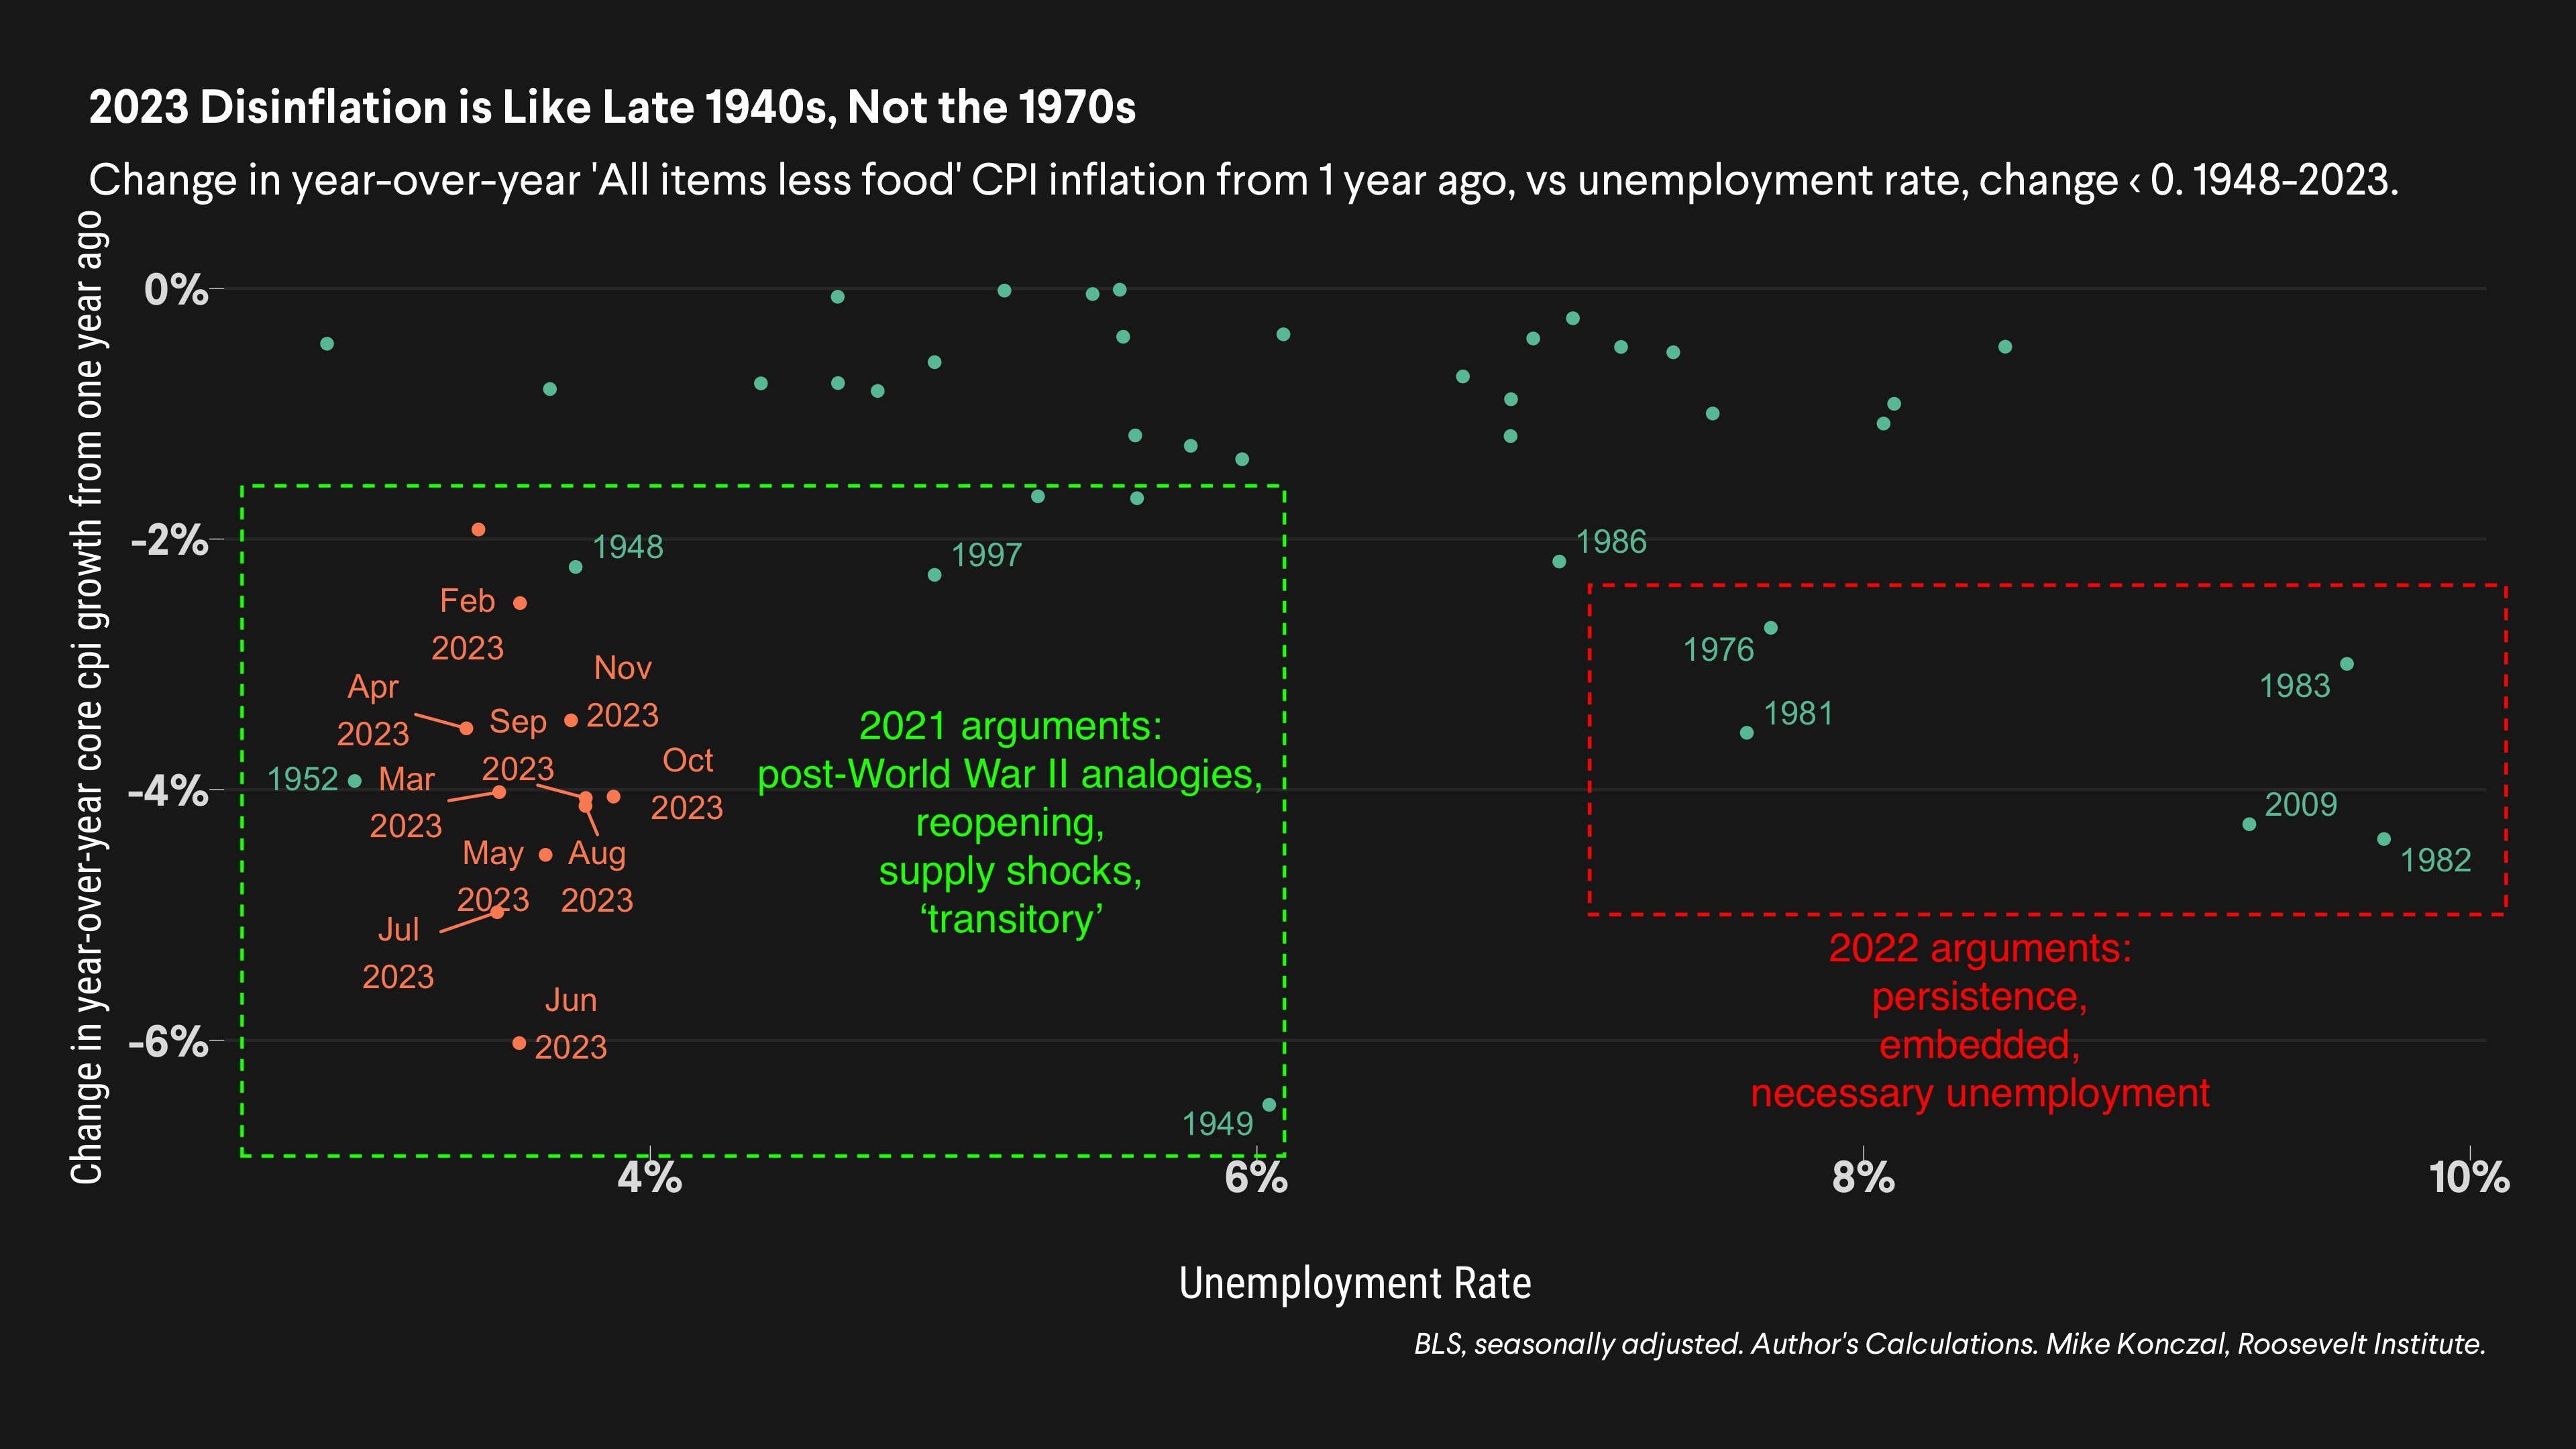 2023 Disinflation is Like Late 1940s, Not the 1970s
Change in year-over-year 'All items less food' CPI inflation from 1 year ago, vs unemployment rate, change < 0. 1948-2023.
Change in year-over-year core cpi growth from one year ago
0%
-2%
-4%
-6%
1948
1997
1986
Feb
2023
Nov
2023
Apr
2023
Sep
2023
Oct
2023
1952
Mar
2023
May
2023
Aug
2023
Jul
2023
Jun
2023
1949
2021 arguments:
post-World War II analogies,
reopening,
supply shocks,
‘transitory’
1976
1981
1983
2009
1982
2022 arguments:
persistence,
embedded,
necessary unemployment
4%
6%
8%
10%
Unemployment Rate
BLS, seasonally adjusted. Author's Calculations. Mike Konczal, Roosevelt Institute.